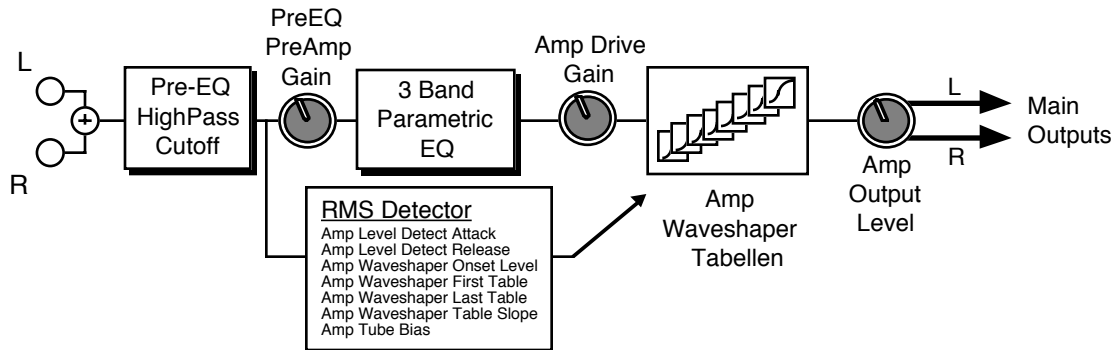 L
R
+
Pre-EQ
HighPass
Cutoff
PreEQ
PreAmp
Gain
3 Band
Parametric
EQ
Amp Drive
Gain
Amp
Waveshaper
Tabellen
Amp
Output
Level
L
R
Main
Outputs
RMS Detector
Amp Level Detect Attack
Amp Level Detect Release
Amp Waveshaper Onset Level
Amp Waveshaper First Table
Amp Waveshaper Last Table
Amp Waveshaper Table Slope
Amp Tube Bias